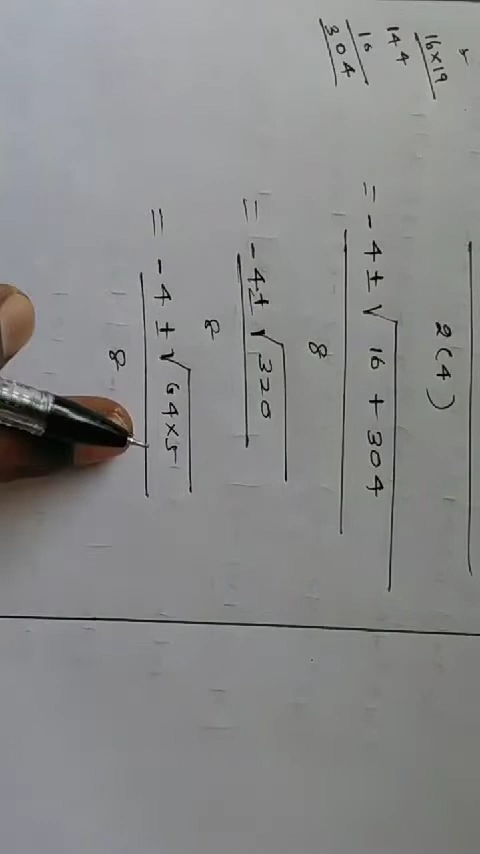 16×19
144
16
304
2(4)
= -4 ± √16 + 304
8
= -4 ± √320
8
= -4 ± √64×5
8